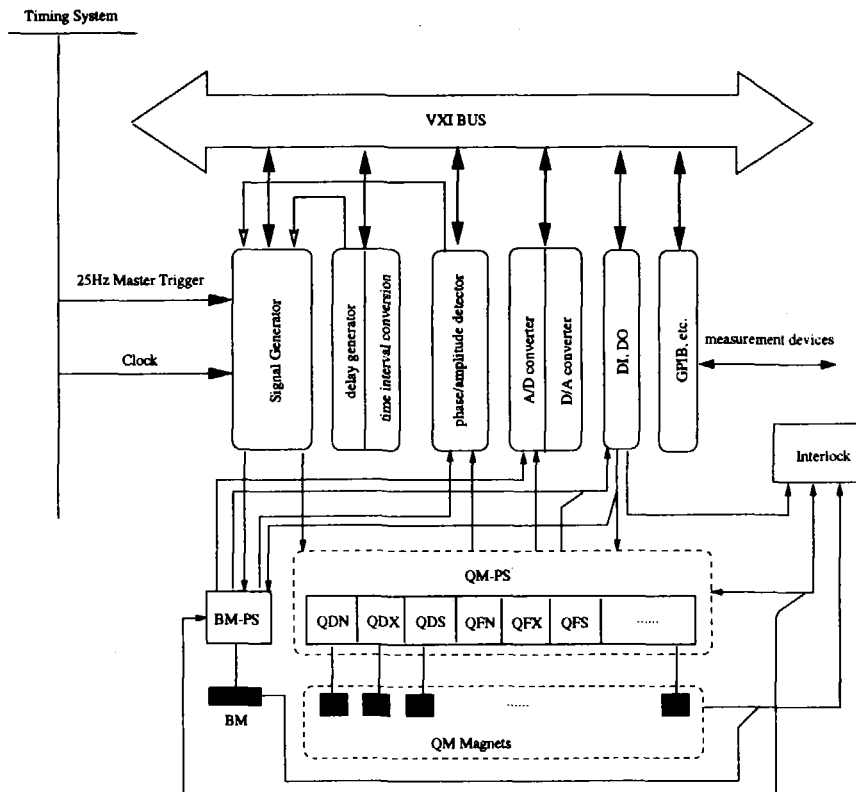 Timing System
VXI BUS
25Hz Master Trigger
Clock
Signal Generator
delay generator
time interval conversion
phase/amplitude detector
A/D converter
D/A converter
DI, DO
GPIB, etc.
measurement devices
Interlock
QM-PS
BM-PS
QDN
QDX
QDS
QFN
QFX
QFS
......
BM
......
QM Magnets